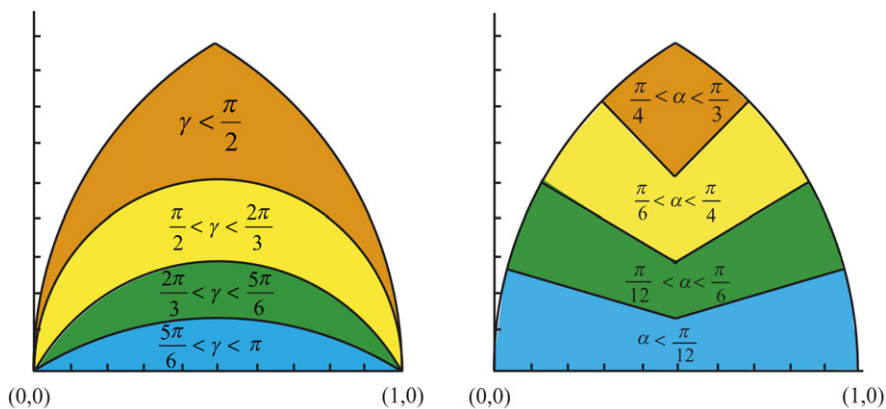 γ < π/2
π/2 < γ < 2π/3
2π/3 < γ < 5π/6
5π/6 < γ < π
(0,0) (1,0)
π/4 < α < π/3
π/6 < α < π/4
π/12 < α < π/6
α < π/12
(0,0) (1,0)